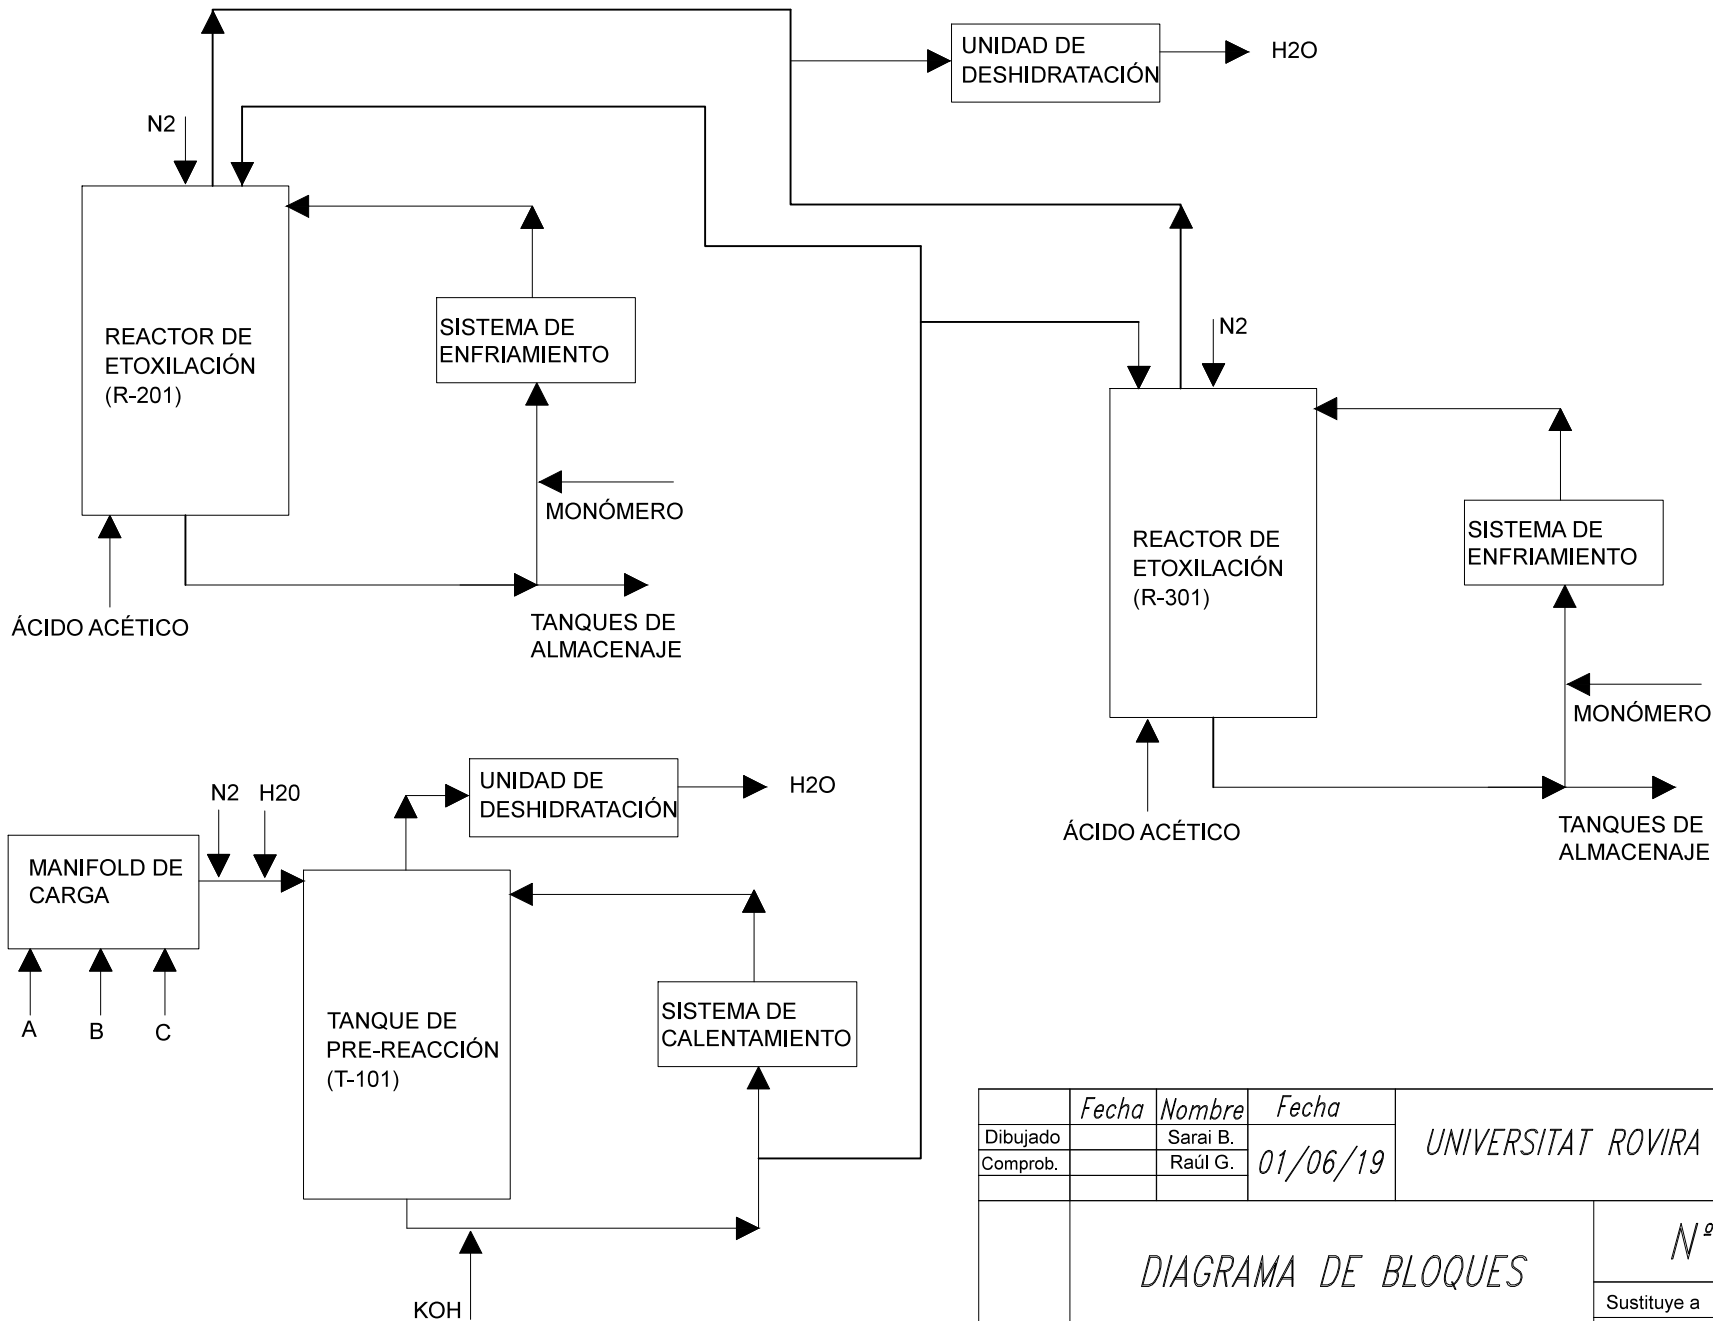 UNIDAD DE
DESHIDRATACIÓN
H2O
N2
REACTOR DE
ETOXILACIÓN
(R-201)
SISTEMA DE
ENFRIAMIENTO
MONÓMERO
ÁCIDO ACÉTICO
TANQUES DE
ALMACENAJE
N2
REACTOR DE
ETOXILACIÓN
(R-301)
SISTEMA DE
ENFRIAMIENTO
MONÓMERO
ÁCIDO ACÉTICO
TANQUES DE
ALMACENAJE
UNIDAD DE
DESHIDRATACIÓN
H2O
N2 H20
MANIFOLD DE
CARGA
A B C
TANQUE DE
PRE-REACCIÓN
(T-101)
SISTEMA DE
CALENTAMIENTO
KOH
Fecha Nombre Fecha
Dibujado Sarai B.
Comprob. Raúl G.
01/06/19
UNIVERSITAT ROVIRA
DIAGRAMA DE BLOQUES
Nº
Sustituye a